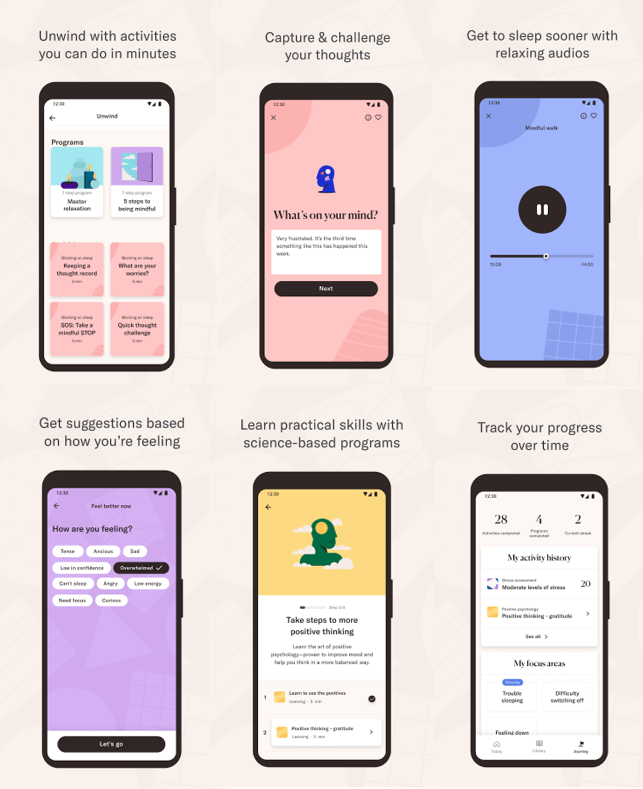 Unwind with activities
you can do in minutes
12:30
Unwind
Programs
7 step program
Master
relaxation
7 step program
5 steps to
being mindful
Working on sleep
Keeping a
thought record
5 min
Working on sleep
What are your
worries?
5 min
Working on sleep
SOS: Take a
mindful STOP
5 min
Working on sleep
Quick thought
challenge
5 min
Capture & challenge
your thoughts
12:30
What's on your mind?
Very frustrated. It's the third time
something like this has happened this
week.
Next
Get to sleep sooner with
relaxing audios
12:30
Mindful walk
15:00
-14:00
Get suggestions based
on how you're feeling
12:30
Feel better now
How are you feeling?
Tense
Anxious
Sad
Low in confidence
Overwhelmed
Can't sleep
Angry
Low energy
Need focus
Curious
Let's go
Learn practical skills with
science-based programs
12:30
Take steps to more
positive thinking
Learn the art of positive
psychology—proven to improve mood and
help you think in a more balanced way.
1
Learn to see the positives
Learning · 5 min
2
Positive thinking - gratitude
Learning · 5 min
Track your progress
over time
12:30
28
Activities completed
4
Programs
completed
2
Current streak
My activity history
Stress assessment
Moderate levels of stress
20
Positive psychology
Positive thinking - gratitude
See all
My focus areas
Priority
Trouble
sleeping
Difficulty
switching off
Feeling down
Today
Library
Journey